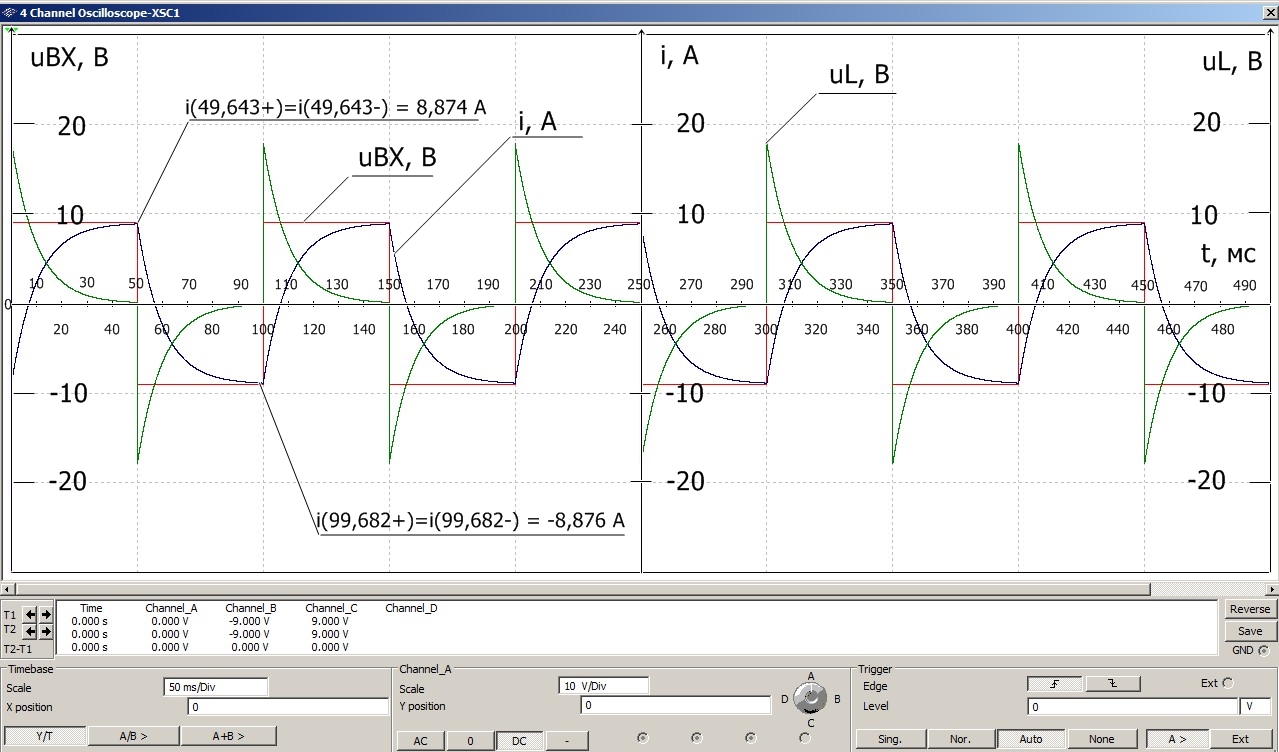 4 Channel Oscilloscope-XSC1
uBX, B
i, A
uL, B
uL, B
i(49,643+)=i(49,643-) = 8,874 A
i, A
uBX, B
20
20
20
10
10
10
t, мс
10 30 50 70 90 110 130 150 170 190 210 230 250 270 290 310 330 350 370 390 410 430 450 470 490
0
20 40 60 80 100 120 140 160 180 200 220 240 260 280 300 320 340 360 380 400 420 440 460 480
-10
-10
-10
-20
-20
-20
i(99,682+)=i(99,682-) = -8,876 A
Time Channel_A Channel_B Channel_C Channel_D
T1 0.000 s 0.000 V -9.000 V 9.000 V
T2 0.000 s 0.000 V -9.000 V 9.000 V
T2-T1 0.000 s 0.000 V 0.000 V 0.000 V
Reverse
Save
GND
Timebase
Scale 50 ms/Div
X position 0
Y/T A/B > A+B >
Channel_A
Scale 10 V/Div
Y position 0
A
D B
C
AC 0 DC -
Trigger
Edge Ext
Level 0 V
Sing. Nor. Auto None A > Ext